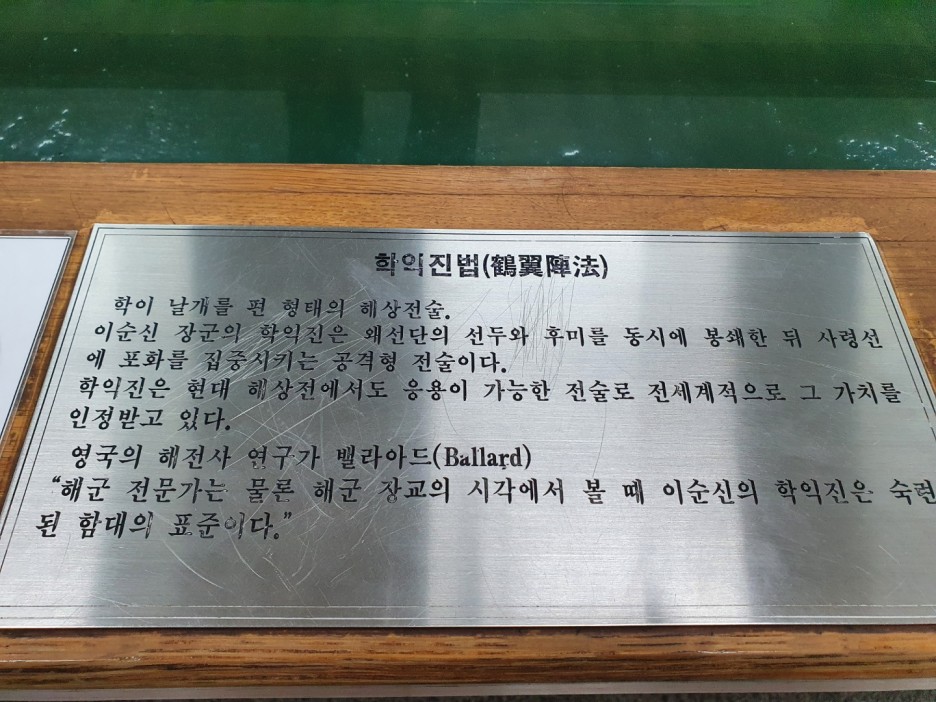 학익진법(鶴翼陣法)
학이 날개를 편 형태의 해상전술.
이순신 장군의 학익진은 왜선단의 선두와 후미를 동시에 봉쇄한 뒤 사령선
에 포화를 집중시키는 공격형 전술이다.
학익진은 현대 해상전에서도 응용이 가능한 전술로 전세계적으로 그 가치를
인정받고 있다.
영국의 해전사 연구가 밸라아드(Ballard)
“해군 전문가는 물론 해군 장교의 시각에서 볼 때 이순신의 학익진은 숙련
된 함대의 표준이다.”